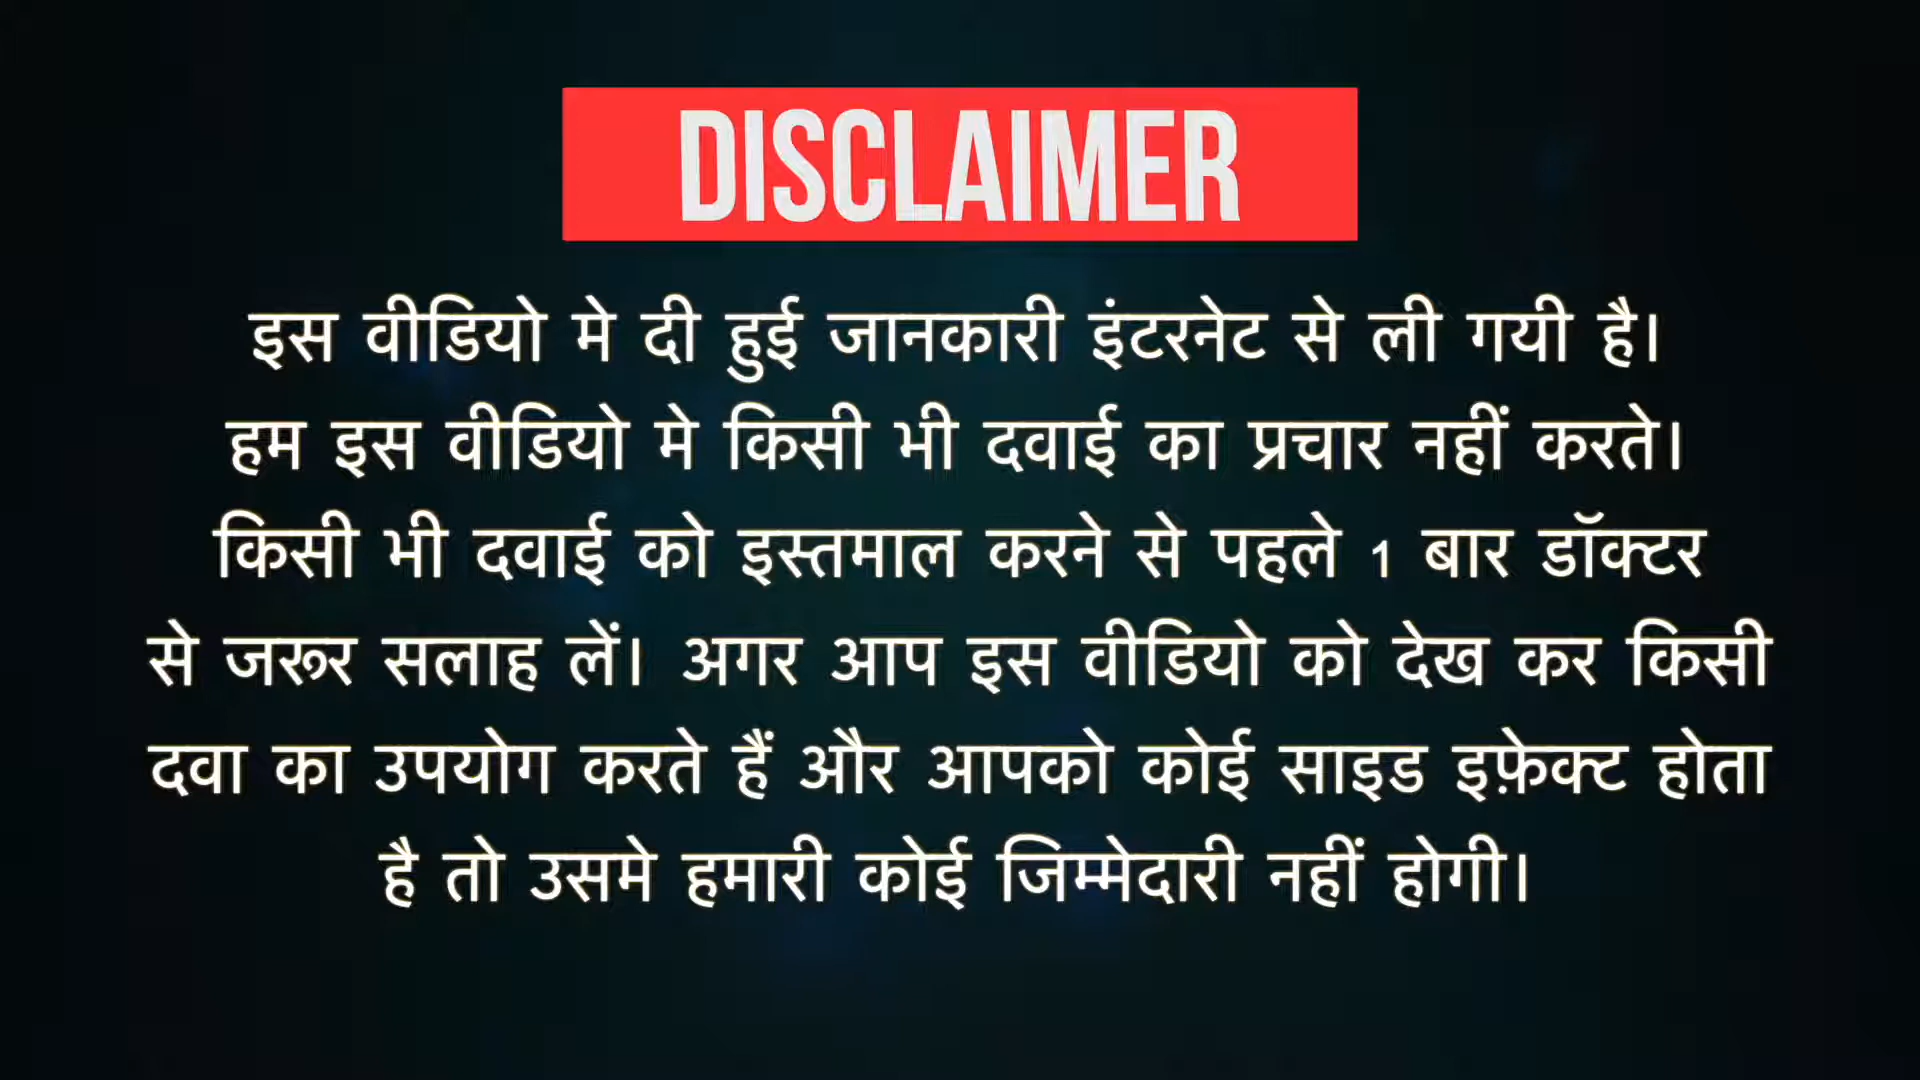 DISCLAIMER
इस वीडियो मे दी हुई जानकारी इंटरनेट से ली गयी है।
हम इस वीडियो मे किसी भी दवाई का प्रचार नहीं करते।
किसी भी दवाई को इस्तमाल करने से पहले 1 बार डॉक्टर
से जरूर सलाह लें। अगर आप इस वीडियो को देख कर किसी
दवा का उपयोग करते हैं और आपको कोई साइड इफ़ेक्ट होता
है तो उसमे हमारी कोई जिम्मेदारी नहीं होगी।